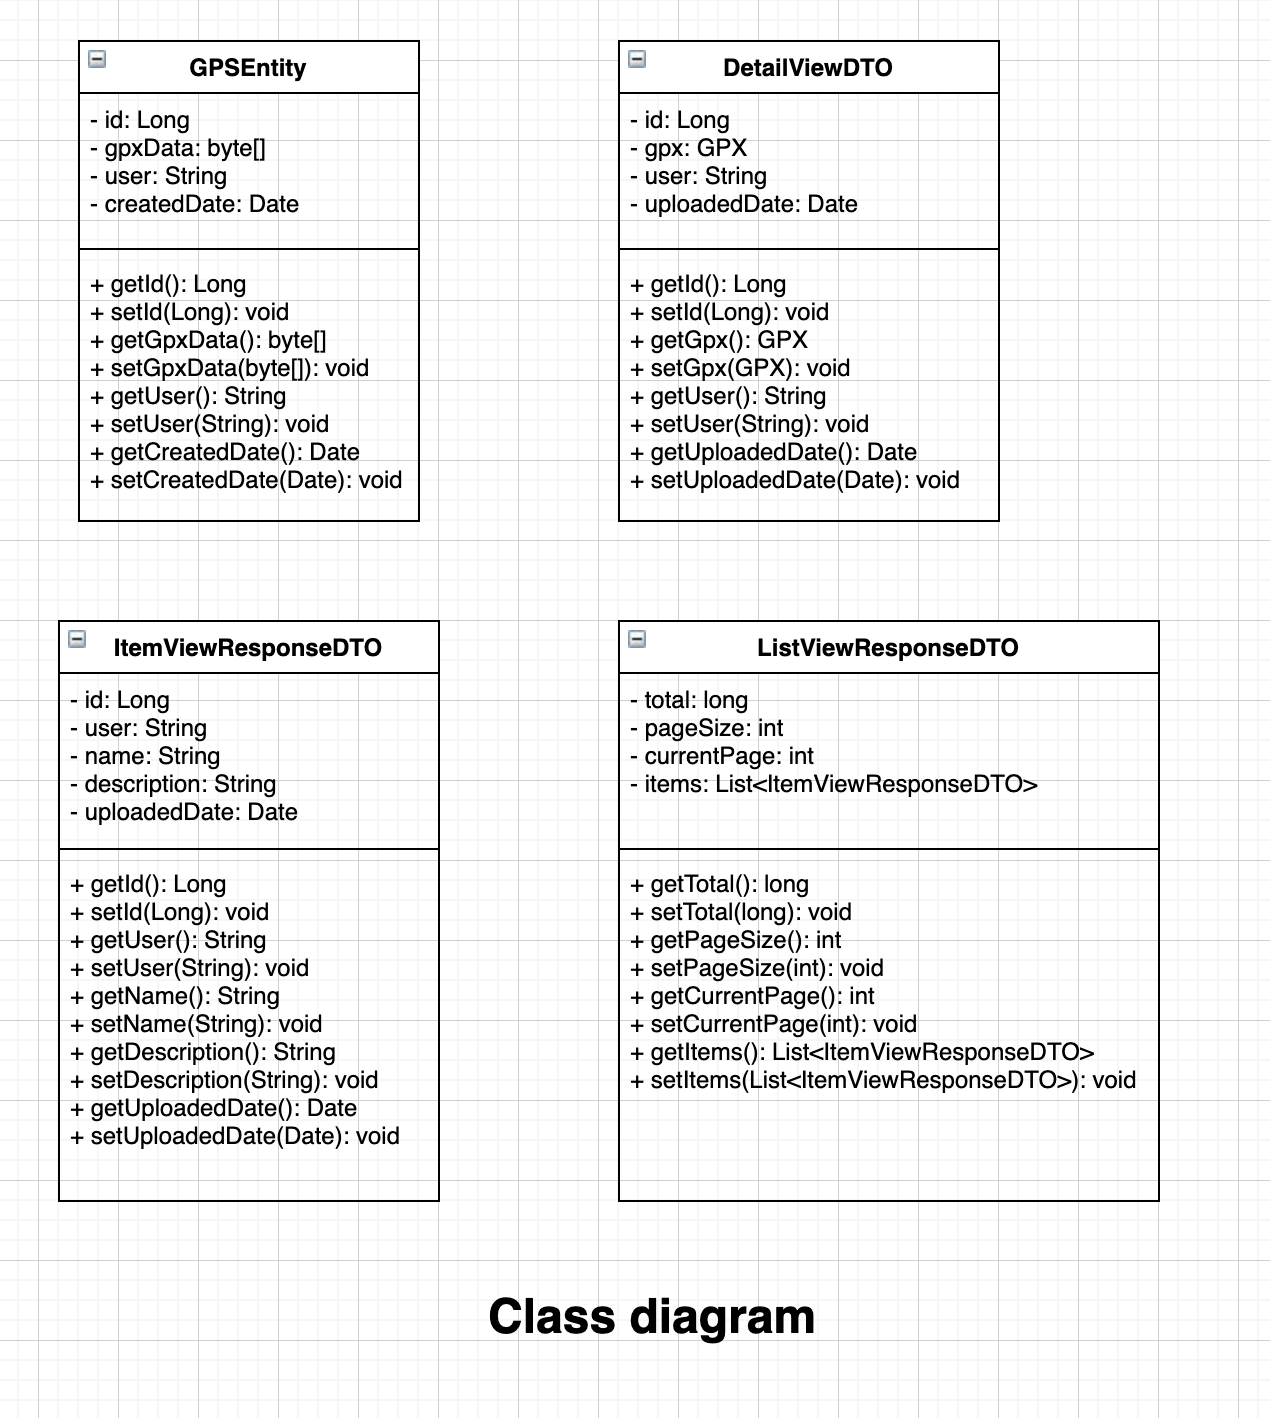 GPSEntity
- id: Long
- gpxData: byte[]
- user: String
- createdDate: Date
+ getId(): Long
+ setId(Long): void
+ getGpxData(): byte[]
+ setGpxData(byte[]): void
+ getUser(): String
+ setUser(String): void
+ getCreatedDate(): Date
+ setCreatedDate(Date): void
DetailViewDTO
- id: Long
- gpx: GPX
- user: String
- uploadedDate: Date
+ getId(): Long
+ setId(Long): void
+ getGpx(): GPX
+ setGpx(GPX): void
+ getUser(): String
+ setUser(String): void
+ getUploadedDate(): Date
+ setUploadedDate(Date): void
ItemViewResponseDTO
- id: Long
- user: String
- name: String
- description: String
- uploadedDate: Date
+ getId(): Long
+ setId(Long): void
+ getUser(): String
+ setUser(String): void
+ getName(): String
+ setName(String): void
+ getDescription(): String
+ setDescription(String): void
+ getUploadedDate(): Date
+ setUploadedDate(Date): void
ListViewResponseDTO
- total: long
- pageSize: int
- currentPage: int
- items: List<ItemViewResponseDTO>
+ getTotal(): long
+ setTotal(long): void
+ getPageSize(): int
+ setPageSize(int): void
+ getCurrentPage(): int
+ setCurrentPage(int): void
+ getItems(): List<ItemViewResponseDTO>
+ setItems(List<ItemViewResponseDTO>): void
Class diagram